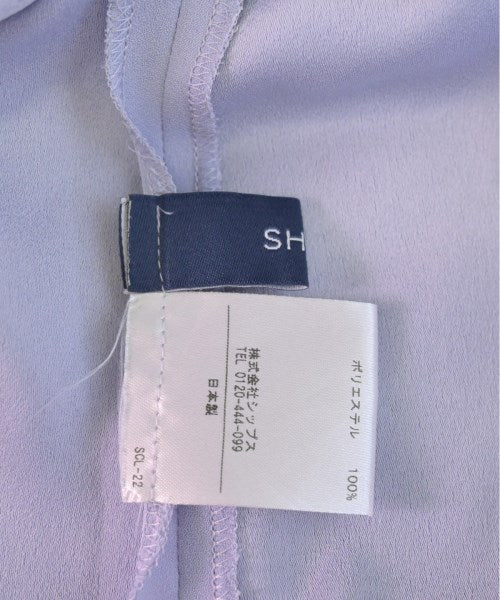 SH
ポリエステル 100%
株式会社シップス
TEL 0120-444-099
日本製
SCL-22